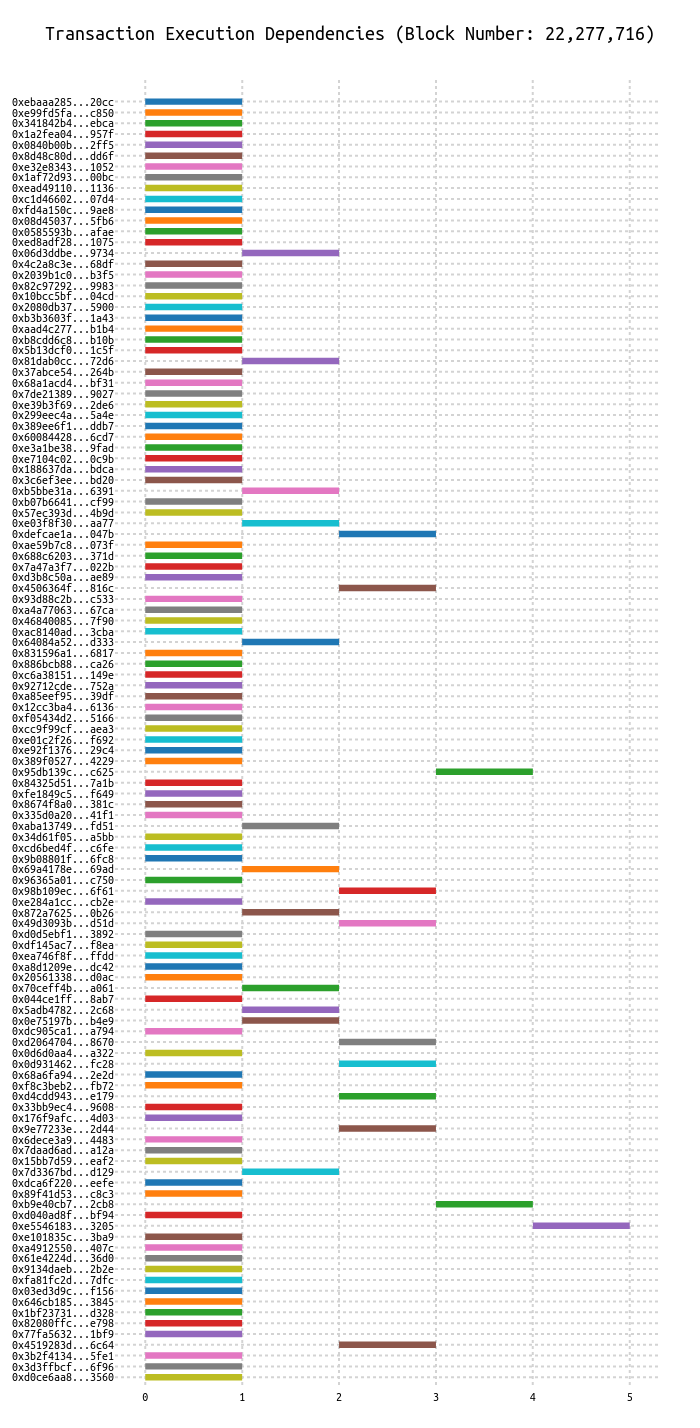 Transaction Execution Dependencies (Block Number: 22,277,716)
0xebaaa285...20cc
0xe99fd5fa...c850
0x341842b4...ebca
0x1a2fea04...957f
0x0840b00b...2ff5
0x8d48c80d...dd6f
0xe32e8343...1052
0x1af72d93...00bc
0xead49110...1136
0xc1d46602...07d4
0xfd4a150c...9ae8
0x08d45037...5fb6
0x0585593b...afae
0xed8adf28...1075
0x06d3ddbe...9734
0x4c2a8c3e...68df
0x2039b1c0...b3f5
0x82c97292...9983
0x10bcc5bf...04cd
0x2080db37...5900
0xb3b3603f...1a43
0xaad4c277...b1b4
0xb8cdd6c8...b10b
0x5b13dcf0...1c5f
0x81dab0cc...72d6
0x37abce54...264b
0x68a1acd4...bf31
0x7de21389...9027
0xe39b3f69...2de6
0x299eec4a...5a4e
0x389ee6f1...ddb7
0x60084428...6cd7
0xe3a1be38...9fad
0xe7104c02...0c9b
0x188637da...bdca
0x3c6ef3ee...bd20
0xb5bbe31a...6391
0xb07b6641...cf99
0x57ec393d...4b9d
0xe03f8f30...aa77
0xdefcae1a...047b
0xae59b7c8...073f
0x688c6203...371d
0x7a47a3f7...022b
0xd3b8c50a...ae89
0x4506364f...816c
0x93d88c2b...c533
0xa4a77063...67ca
0x46840085...7f90
0xac8140ad...3cba
0x64084a52...d333
0x831596a1...6817
0x886bcb88...ca26
0xc6a38151...149e
0x92712cde...752a
0xa85eef95...39df
0x12cc3ba4...6136
0xf05434d2...5166
0xcc9f99cf...aea3
0xe01c2f26...f692
0xe92f1376...29c4
0x389f0527...4229
0x95db139c...c625
0x84325d51...7a1b
0xfe1849c5...f649
0x8674f8a0...381c
0x335d0a20...41f1
0xaba13749...fd51
0x34d61f05...a5bb
0xcd6bed4f...c6fe
0x9b08801f...6fc8
0x69a4178e...69ad
0x96365a01...c750
0x98b109ec...6f61
0xe284a1cc...cb2e
0x872a7625...0b26
0x49d3093b...d51d
0xd0d5ebf1...3892
0xdf145ac7...f8ea
0xea746f8f...ffdd
0xa8d1209e...dc42
0x20561338...d0ac
0x70ceff4b...a061
0x044ce1ff...8ab7
0x5adb4782...2c68
0x0e75197b...b4e9
0xdc905ca1...a794
0xd2064704...8670
0x0d6d0aa4...a322
0x0d931462...fc28
0x68a6fa94...2e2d
0xf8c3beb2...fb72
0xd4cdd943...e179
0x33bb9ec4...9608
0x176f9afc...4d03
0x9e77233e...2d44
0x6dece3a9...4483
0x7daad6ad...a12a
0x15bb7d59...eaf2
0x7d3367bd...d129
0xdca6f220...eefe
0x89f41d53...c8c3
0xb9e40cb7...2cb8
0xd040ad8f...bf94
0xe5546183...3205
0xe101835c...3ba9
0xa4912550...407c
0x61e4224d...36d0
0x9134daeb...2b2e
0xfa81fc2d...7dfc
0x03ed3d9c...f156
0x646cb185...3845
0x1bf23731...d328
0x82080ffc...e798
0x77fa5632...1bf9
0x4519283d...6c64
0x3b2f4134...5fe1
0x3d3ffbcf...6f96
0xd0ce6aa8...3560
0 1 2 3 4 5